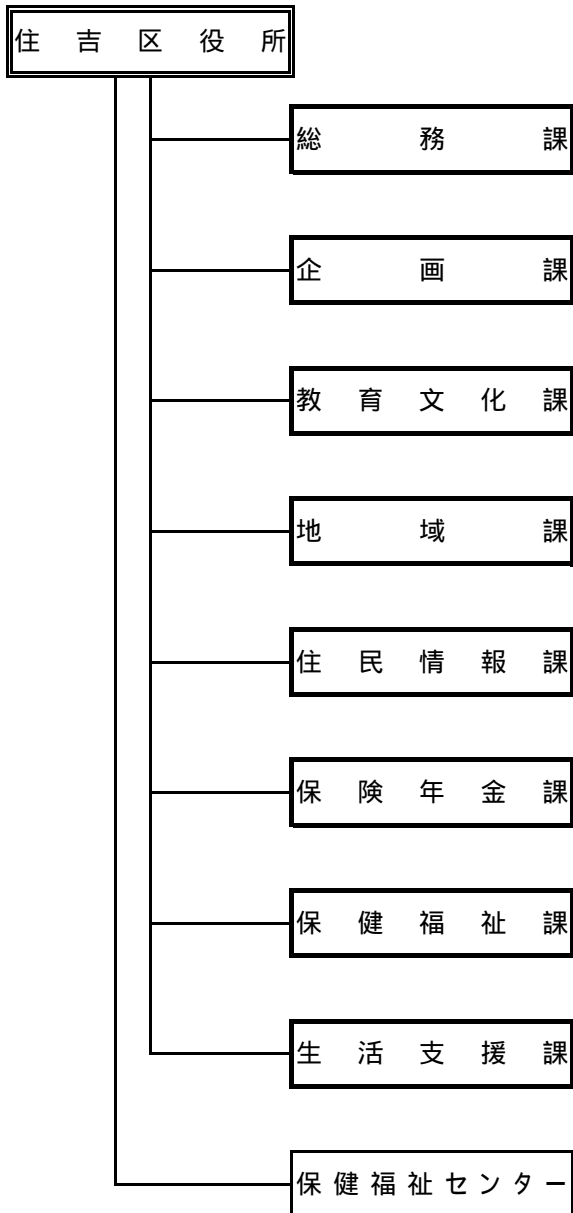 住吉区役所
総務課
企画課
教育文化課
地域課
住民情報課
保険年金課
保健福祉課
生活支援課
保健福祉センター